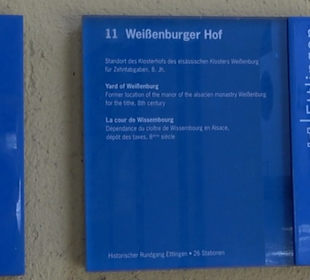 11 Weißenburger Hof
Standort des Klosterhofs des elsässischen Klosters Weißenburg
für Zehntabgaben, 8. Jh.
Yard of Weißenburg
Former location of the manor of the alsacien monastry Weißenburg
for the tithe, 8th century
La cour de Wissembourg
Dépendance du cloître de Wissembourg en Alsace,
dépôt des taxes, 8ème siècle
Historischer Rundgang Ettlingen • 26 Stationen